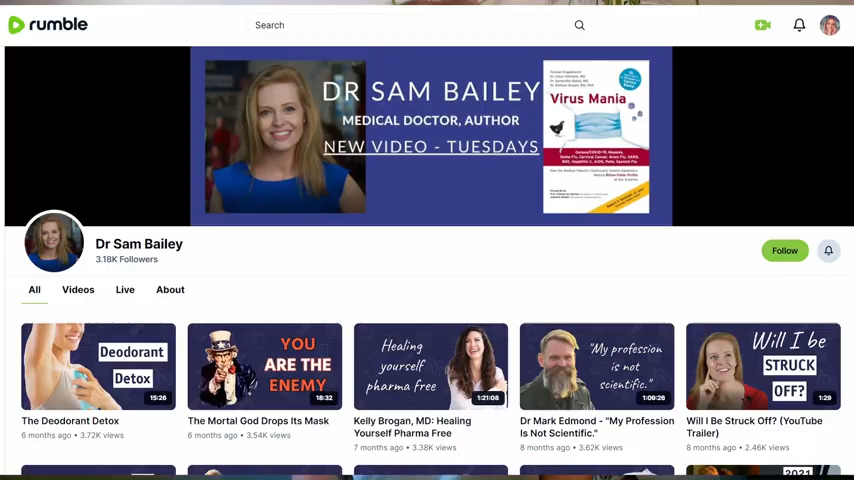 rumble
Search
DR SAM BAILEY
MEDICAL DOCTOR, AUTHOR
NEW VIDEO - TUESDAYS
Virus Mania
Dr Sam Bailey
3.18K Followers
Follow
All
Videos
Live
About
Deodorant
Detox
15:26
The Deodorant Detox
6 months ago • 3.72K views
YOU
ARE THE
ENEMY
18:32
The Mortal God Drops Its Mask
6 months ago • 3.54K views
Healing
yourself
pharma free
1:21:08
Kelly Brogan, MD: Healing
Yourself Pharma Free
7 months ago • 3.38K views
"My profession
is not
scientific."
1:09:26
Dr Mark Edmond - "My Profession
Is Not Scientific."
8 months ago • 3.62K views
Will I be
STRUCK
OFF?
1:29
Will I Be Struck Off? (YouTube
Trailer)
8 months ago • 2.46K views
2021